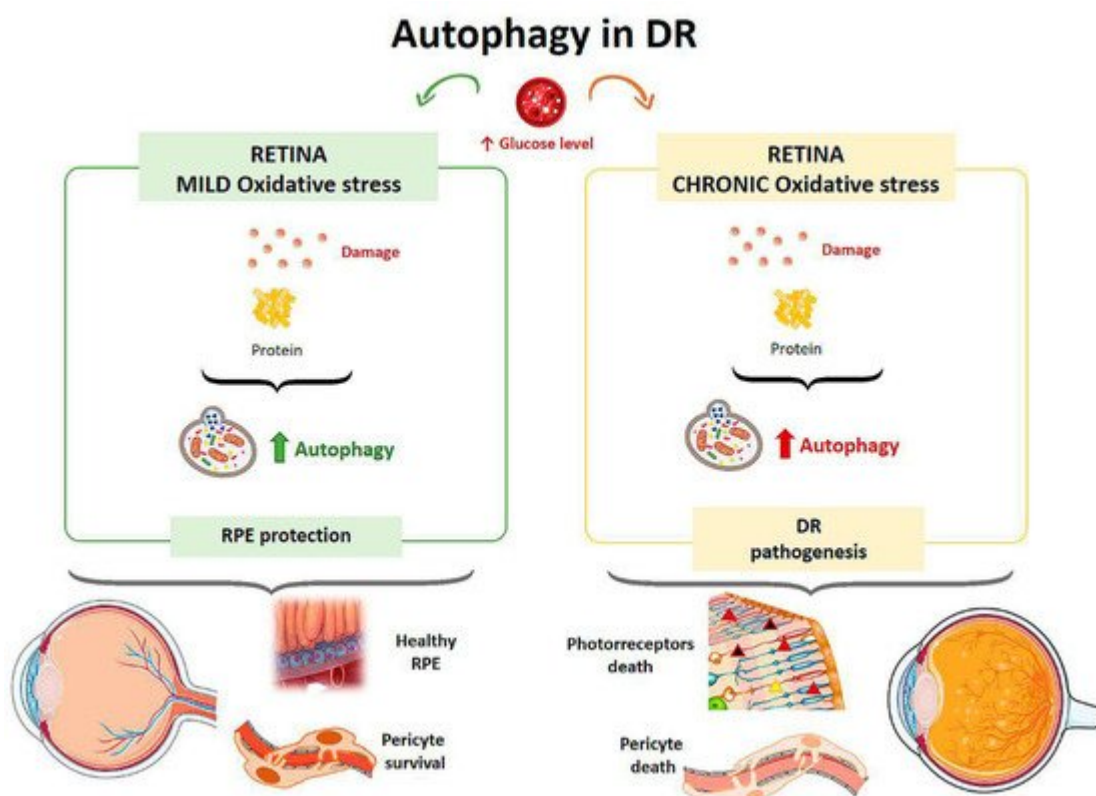 Autophagy in DR
↑ Glucose level
RETINA
MILD Oxidative stress
Damage
Protein
Autophagy
RPE protection
Healthy
RPE
Pericyte
survival
RETINA
CHRONIC Oxidative stress
Damage
Protein
Autophagy
DR
pathogenesis
Photorreceptors
death
Pericyte
death